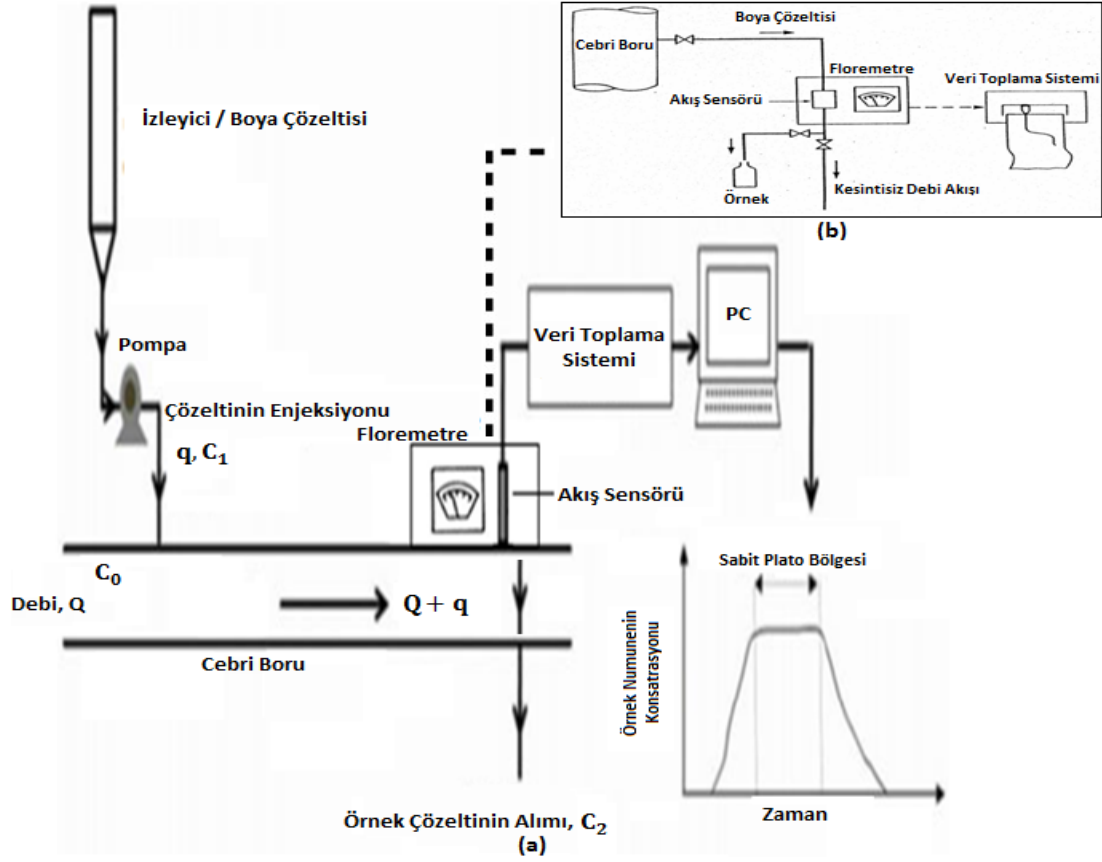 İzleyici / Boya Çözeltisi
Pompa
Çözeltinin Enjeksiyonu
q, C₁
Floremetre
Akış Sensörü
Veri Toplama
Sistemi
PC
C₀
Debi, Q
Q + q
Cebri Boru
Örnek Çözeltinin Alımı, C₂
(a)
Sabit Plato Bölgesi
Örnek Numunenin
Konsatrasyonu
Zaman
Boya Çözeltisi
Cebri Boru
Floremetre
Veri Toplama Sistemi
Akış Sensörü
Örnek
Kesintisiz Debi Akışı
(b)